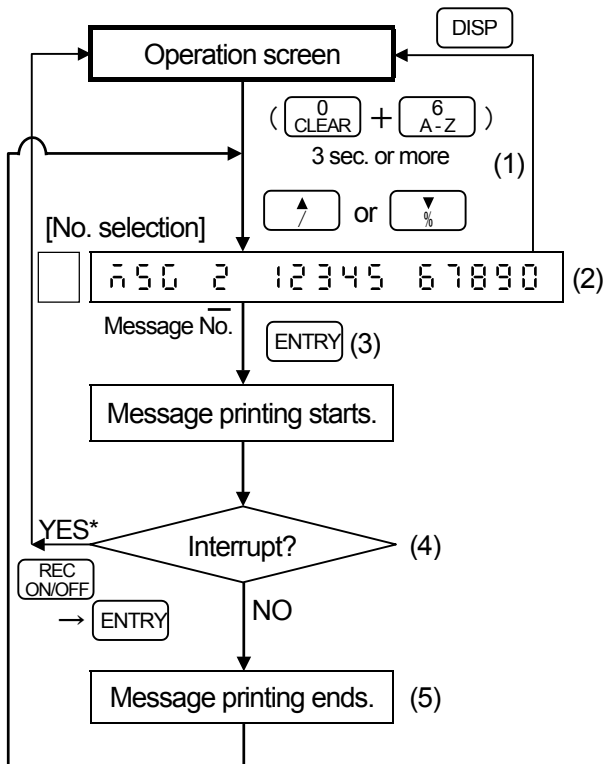 DISP
Operation screen
( 0 CLEAR + 6 A-Z )
3 sec. or more
(1)
▲ / or ▼ %
[No. selection]
MSG 2 12345 67890 (2)
Message No.
ENTRY (3)
Message printing starts.
YES* Interrupt? (4)
REC ON/OFF
→ ENTRY
NO
Message printing ends. (5)